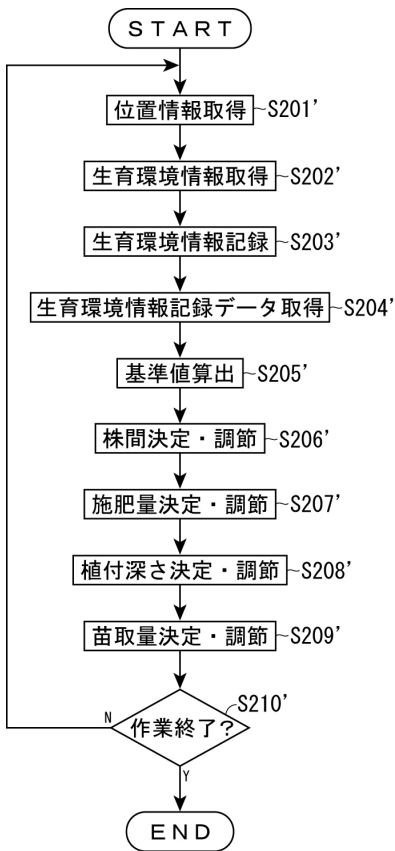 START
位置情報取得 S201'
生育環境情報取得 S202'
生育環境情報記録 S203'
生育環境情報記録データ取得 S204'
基準値算出 S205'
株間決定・調節 S206'
施肥量決定・調節 S207'
植付深さ決定・調節 S208'
苗取量決定・調節 S209'
S210'
N 作業終了?
Y
END